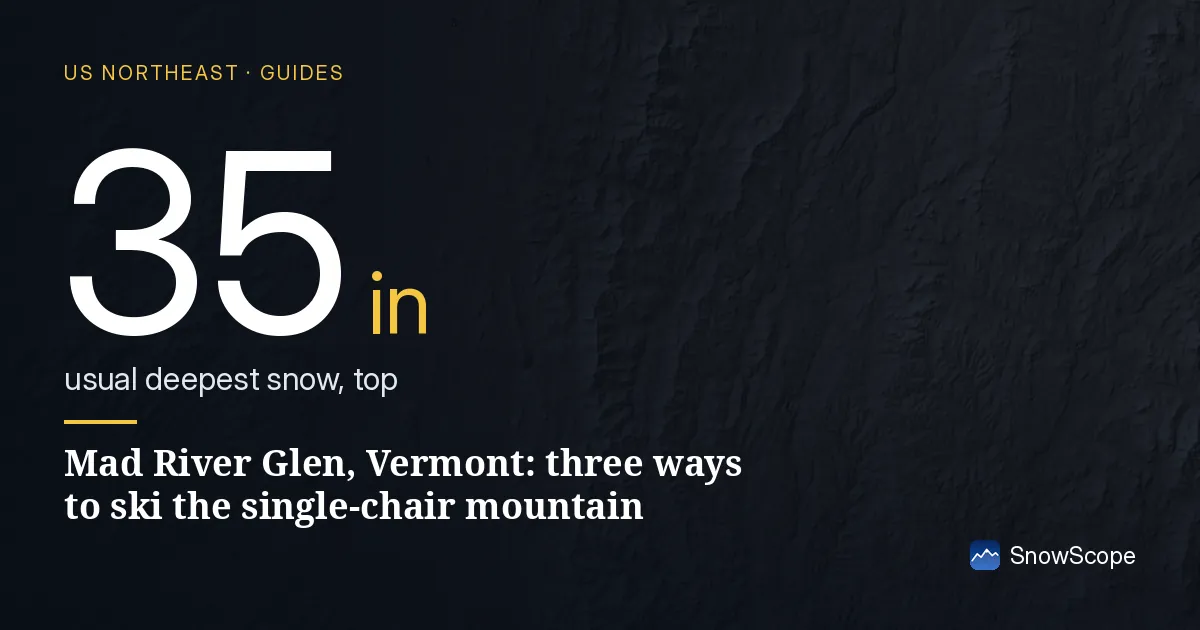 US NORTHEAST · GUIDES
35 in
usual deepest snow, top
Mad River Glen, Vermont: three ways
to ski the single-chair mountain
SnowScope